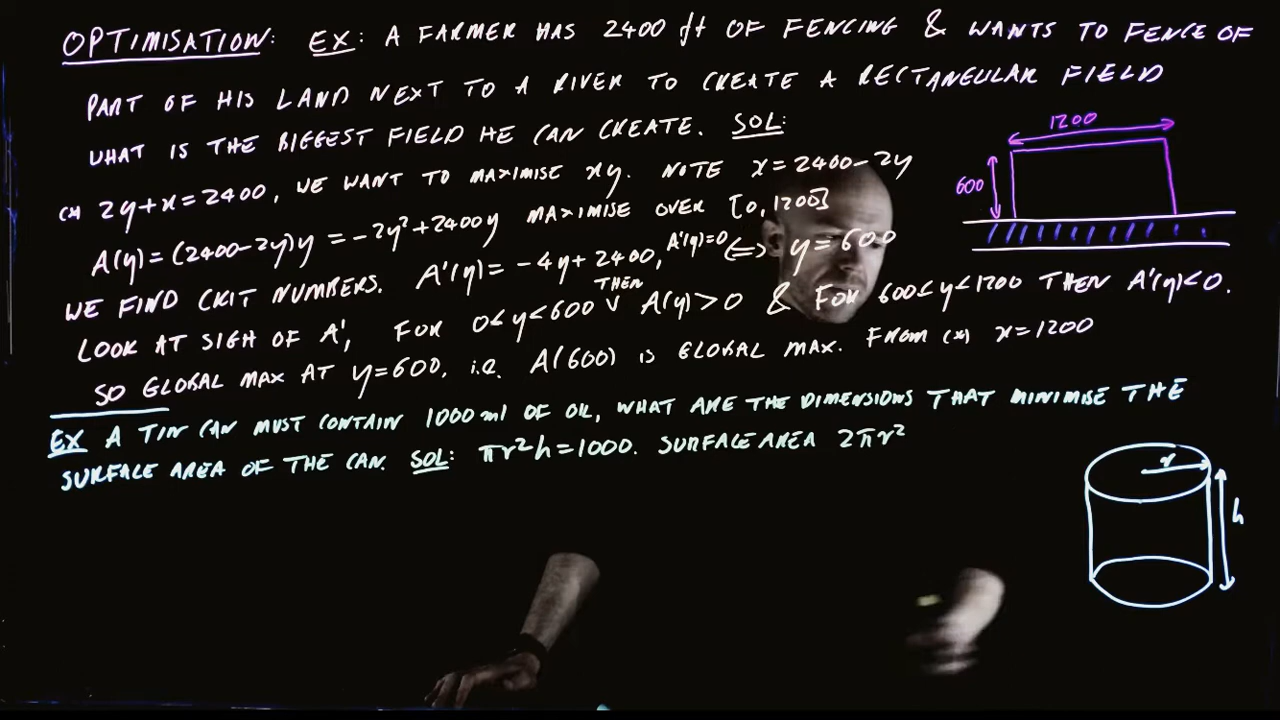 OPTIMISATION: EX: A FARMER HAS 2400 ft OF FENCING & WANTS TO FENCE OF
PART OF HIS LAND NEXT TO A RIVER TO CREATE A RECTANGULAR FIELD
WHAT IS THE BIGGEST FIELD HE CAN CREATE. SOL:
(*) 2y+x=2400, WE WANT TO MAXIMISE xy. NOTE x=2400-2y
A(y)=(2400-2y)y=-2y²+2400y MAXIMISE OVER [0,1200]
WE FIND CRIT NUMBERS. A'(y)=-4y+2400, A'(y)=0 ⇔ y=600
LOOK AT SIGN OF A', FOR 0<y<600 THEN A(y)>0 & FOR 600<y<1200 THEN A'(y)<0.
SO GLOBAL MAX AT y=600, i.e. A(600) IS GLOBAL MAX. FROM (*) x=1200
1200
600
EX A TIN CAN MUST CONTAIN 1000ml OF OIL, WHAT ARE THE DIMENSIONS THAT MINIMISE THE
SURFACE AREA OF THE CAN. SOL: πr²h=1000. SURFACE AREA 2πr²
r
h